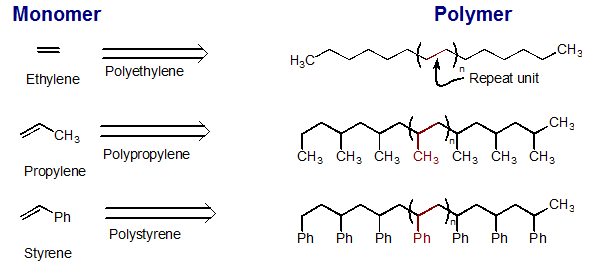 Monomer
Polymer
Ethylene
Polyethylene
H₃C
n
CH₃
Repeat unit
CH₃
Propylene
Polypropylene
n
CH₃
CH₃ CH₃ CH₃ CH₃ CH₃ CH₃ CH₃
Ph
Styrene
Polystyrene
n
CH₃
Ph Ph Ph Ph Ph Ph Ph